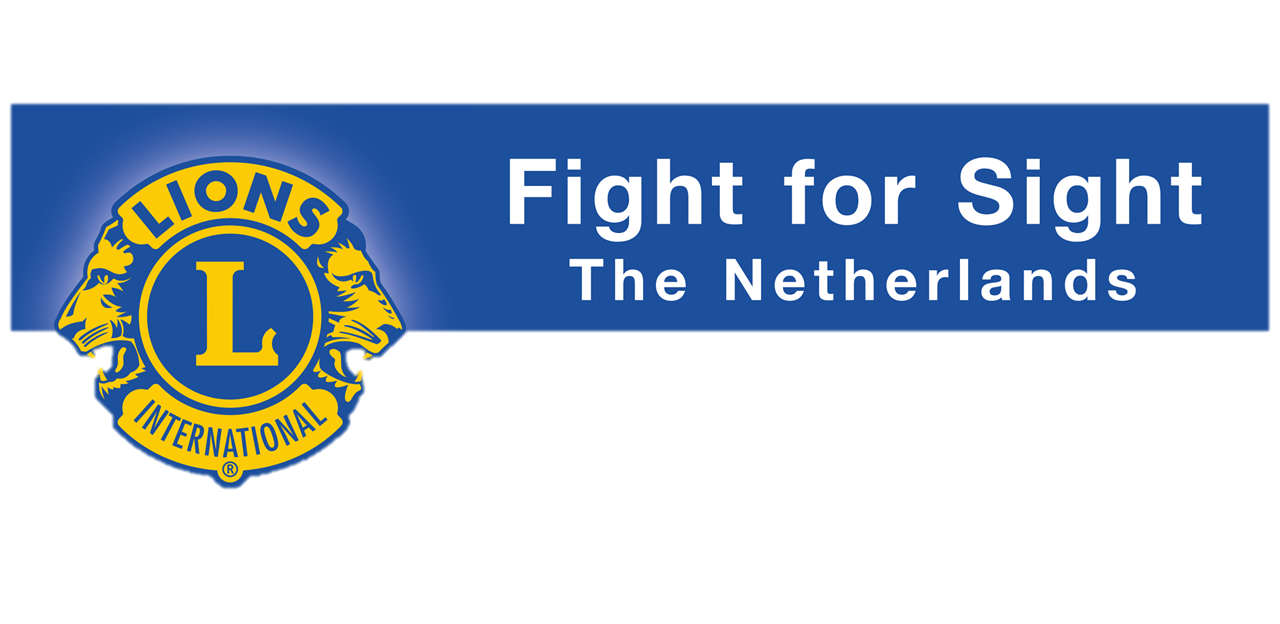 LIONS
L
INTERNATIONAL
®
Fight for Sight
The Netherlands